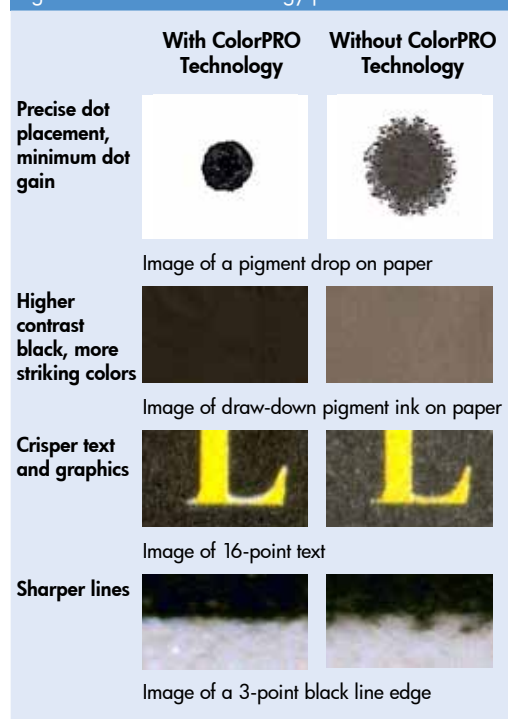 With ColorPRO Technology
Without ColorPRO Technology
Precise dot
placement,
minimum dot
gain
Image of a pigment drop on paper
Higher
contrast
black, more
striking colors
Image of draw-down pigment ink on paper
Crisper text
and graphics
L
L
Image of 16-point text
Sharper lines
Image of a 3-point black line edge